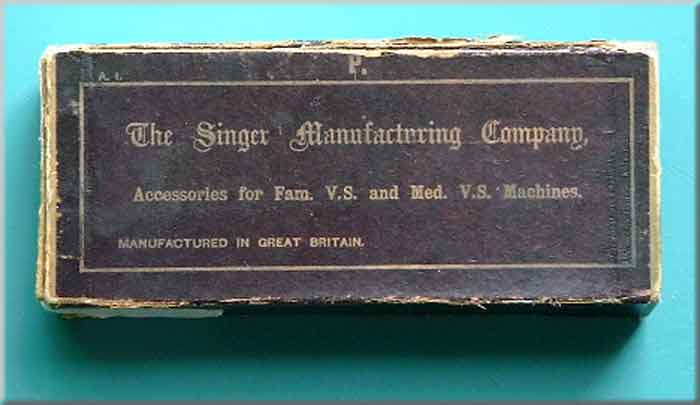 P.
A. 1.
The Singer Manufacturing Company,
Accessories for Fam. V.S. and Med. V.S. Machines.
MANUFACTURED IN GREAT BRITAIN.